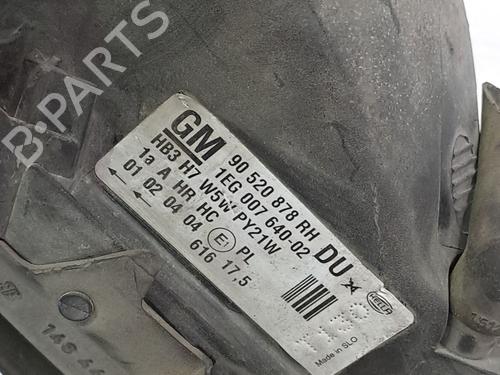 B·PARTS
GM
90 520 878 RH
1EG 007 640-02
HB3 H7 W5W PY21W
DU
1a A HR HC E1 PL
01 02 04 04
616 17,5
HELLA
Made in SLO